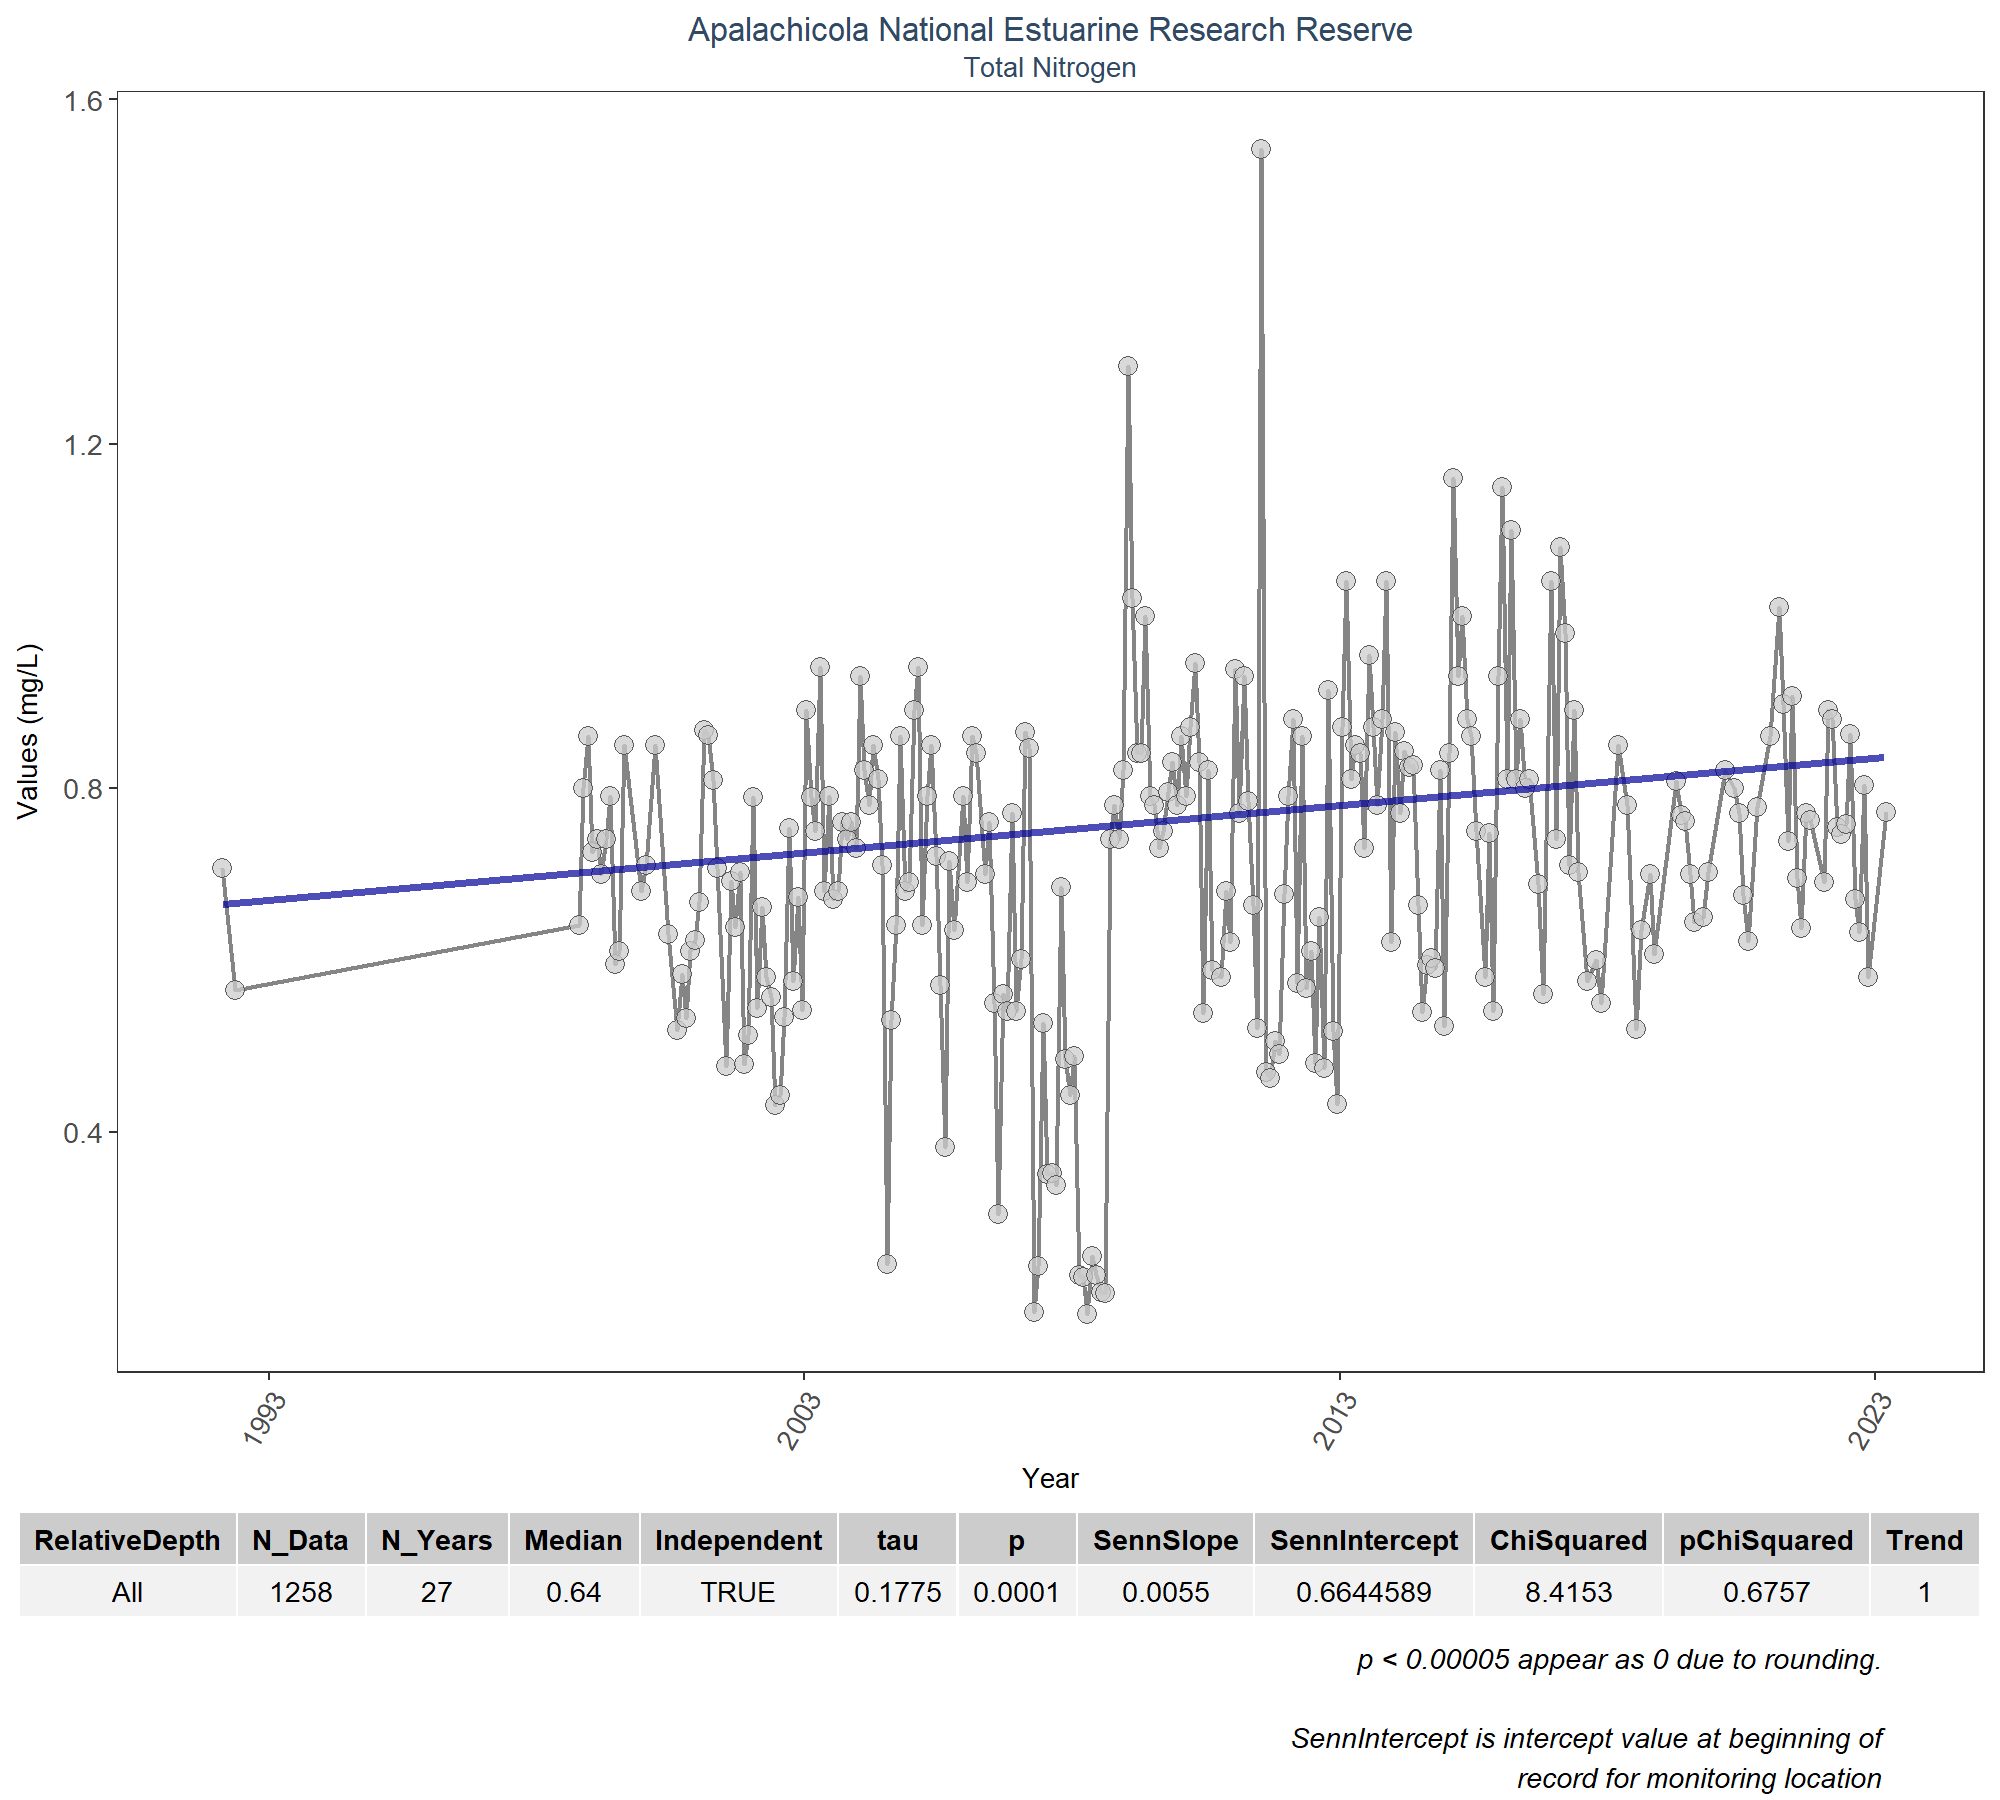 Apalachicola National Estuarine Research Reserve
Total Nitrogen
1.6
1.2
0.8
0.4
Values (mg/L)
1993
2003
2013
2023
Year
RelativeDepth N_Data N_Years Median Independent tau p SennSlope SennIntercept ChiSquared pChiSquared Trend
All 1258 27 0.64 TRUE 0.1775 0.0001 0.0055 0.6644589 8.4153 0.6757 1
p < 0.00005 appear as 0 due to rounding.
SennIntercept is intercept value at beginning of
record for monitoring location